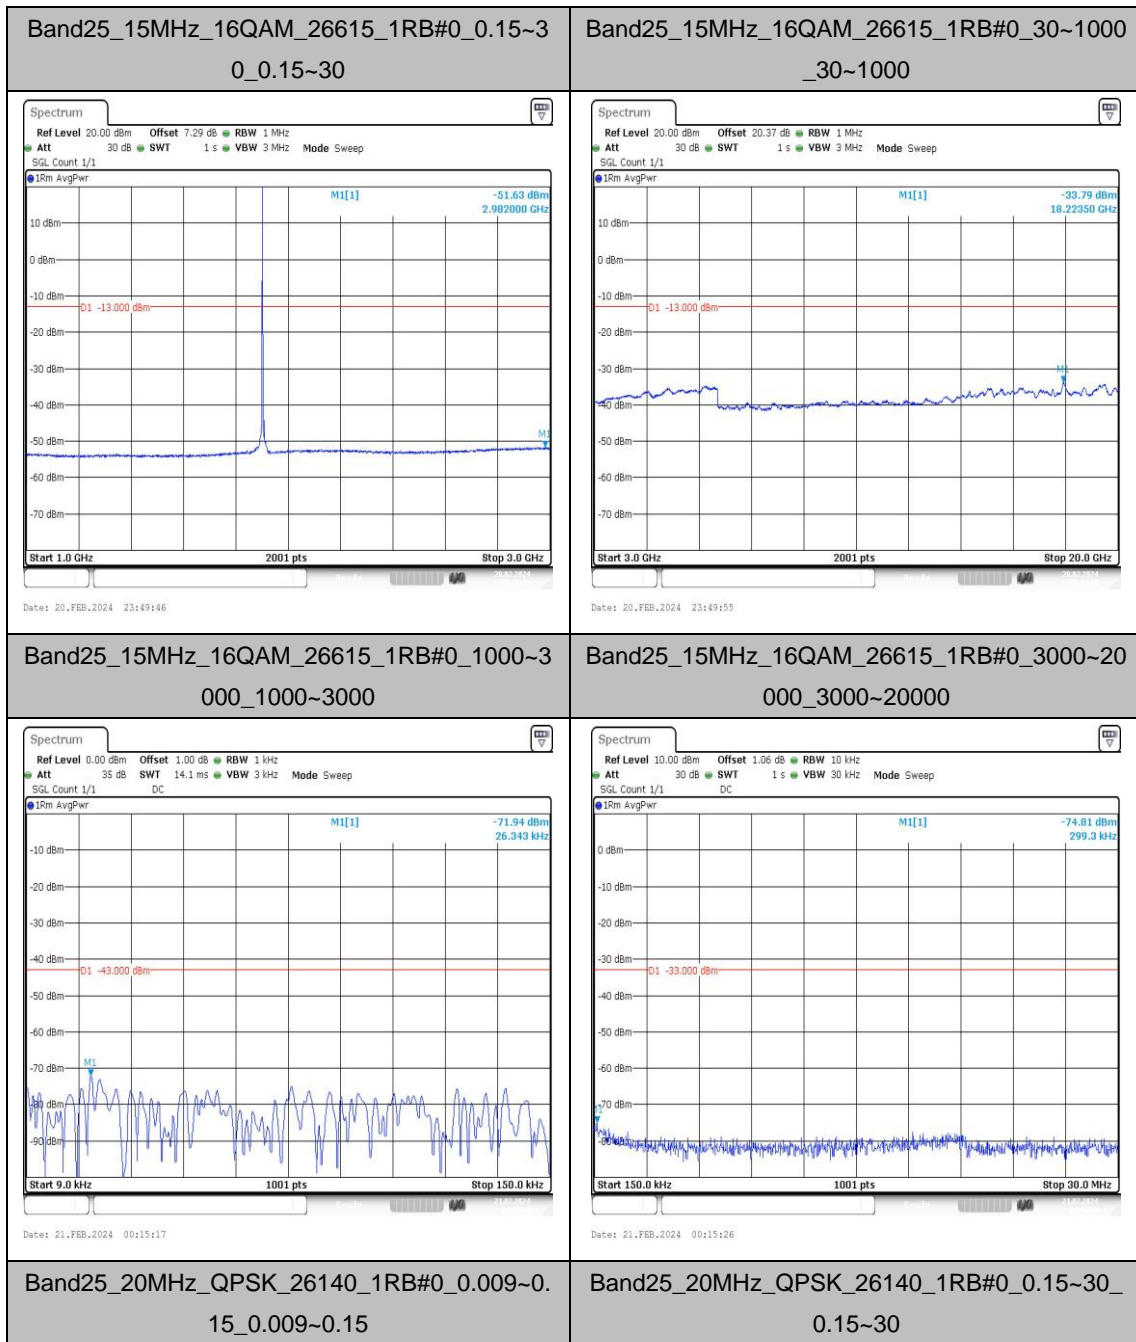 Band25_15MHz_16QAM_26615_1RB#0_0.15~3
0_0.15~30
Band25_15MHz_16QAM_26615_1RB#0_30~1000
_30~1000
Spectrum
Ref Level 20.00 dBm Offset 7.29 dB RBW 1 MHz
Att 30 dB SWT 1 s VBW 3 MHz Mode Sweep
SGL Count 1/1
1Rm AvgPwr
M1[1] -51.63 dBm
2.982000 GHz
10 dBm
0 dBm
-10 dBm
D1 -13.000 dBm
-20 dBm
-30 dBm
-40 dBm
-50 dBm
M1
-60 dBm
-70 dBm
Start 1.0 GHz 2001 pts Stop 3.0 GHz
Date: 20.FEB.2024 23:49:46
Spectrum
Ref Level 20.00 dBm Offset 20.37 dB RBW 1 MHz
Att 30 dB SWT 1 s VBW 3 MHz Mode Sweep
SGL Count 1/1
1Rm AvgPwr
M1[1] -33.79 dBm
18.22350 GHz
10 dBm
0 dBm
-10 dBm
D1 -13.000 dBm
-20 dBm
-30 dBm
M1
-40 dBm
-50 dBm
-60 dBm
-70 dBm
Start 3.0 GHz 2001 pts Stop 20.0 GHz
Date: 20.FEB.2024 23:49:55
Band25_15MHz_16QAM_26615_1RB#0_1000~3
000_1000~3000
Band25_15MHz_16QAM_26615_1RB#0_3000~20
000_3000~20000
Spectrum
Ref Level 0.00 dBm Offset 1.00 dB RBW 1 kHz
Att 35 dB SWT 14.1 ms VBW 3 kHz Mode Sweep
SGL Count 1/1 DC
1Rm AvgPwr
M1[1] -71.94 dBm
26.343 kHz
-10 dBm
-20 dBm
-30 dBm
-40 dBm
D1 -43.000 dBm
-50 dBm
-60 dBm
M1
-70 dBm
-80 dBm
-90 dBm
Start 9.0 kHz 1001 pts Stop 150.0 kHz
Date: 21.FEB.2024 00:15:17
Spectrum
Ref Level 10.00 dBm Offset 1.06 dB RBW 10 kHz
Att 30 dB SWT 1 s VBW 30 kHz Mode Sweep
SGL Count 1/1 DC
1Rm AvgPwr
M1[1] -74.81 dBm
299.3 kHz
0 dBm
-10 dBm
-20 dBm
-30 dBm
D1 -33.000 dBm
-40 dBm
-50 dBm
-60 dBm
-70 dBm
-80 dBm
Start 150.0 kHz 1001 pts Stop 30.0 MHz
Date: 21.FEB.2024 00:15:26
Band25_20MHz_QPSK_26140_1RB#0_0.009~0.
15_0.009~0.15
Band25_20MHz_QPSK_26140_1RB#0_0.15~30_
0.15~30